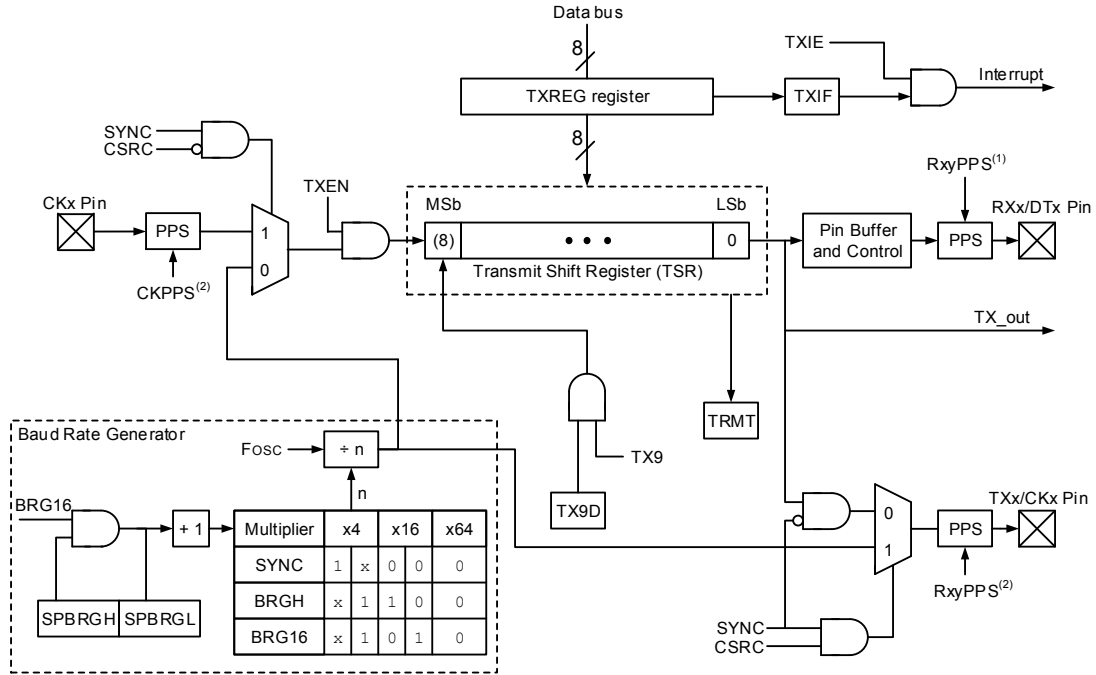 Data bus
8
TXIE
Interrupt
TXREG register
TXIF
SYNC
CSRC
8
RxyPPS(1)
CKx Pin
TXEN
MSb
LSb
RXx/DTx Pin
PPS
1
(8)
• • •
0
Pin Buffer
and Control
PPS
0
Transmit Shift Register (TSR)
CKPPS(2)
TX_out
TRMT
Baud Rate Generator
FOSC
÷ n
TX9
n
TX9D
TXx/CKx Pin
BRG16
+ 1
Multiplier x4 x16 x64
0
PPS
SYNC 1 x 0 0 0
1
BRGH x 1 1 0 0
RxyPPS(2)
SPBRGH SPBRGL
BRG16 x 1 0 1 0
SYNC
CSRC